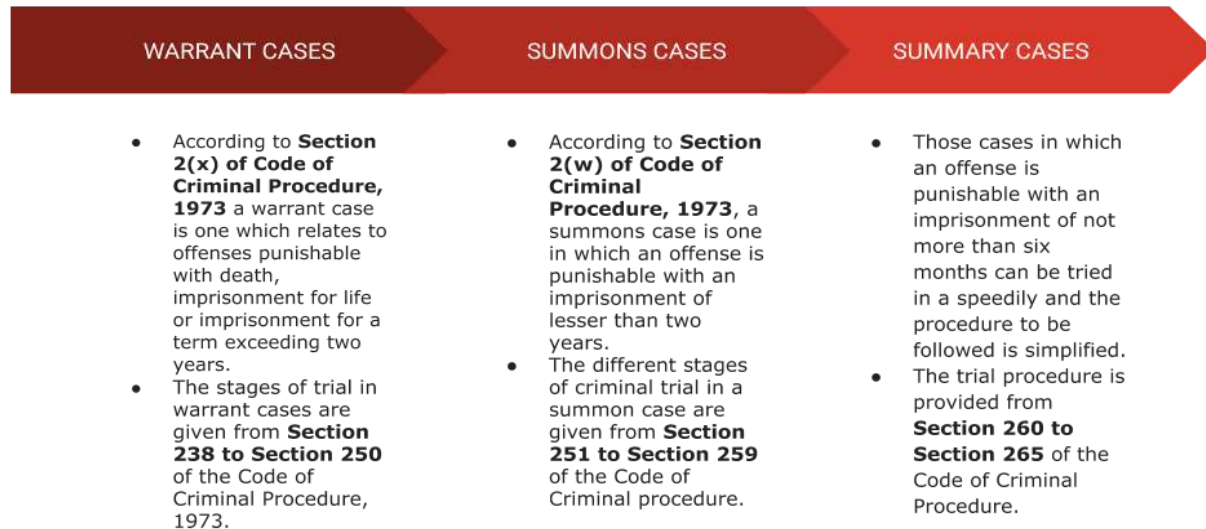 WARRANT CASES
SUMMONS CASES
SUMMARY CASES
● According to Section
2(x) of Code of
Criminal Procedure,
1973 a warrant case
is one which relates to
offenses punishable
with death,
imprisonment for life
or imprisonment for a
term exceeding two
years.
● The stages of trial in
warrant cases are
given from Section
238 to Section 250
of the Code of
Criminal Procedure,
1973.
● According to Section
2(w) of Code of
Criminal
Procedure, 1973, a
summons case is one
in which an offense is
punishable with an
imprisonment of
lesser than two
years.
● The different stages
of criminal trial in a
summon case are
given from Section
251 to Section 259
of the Code of
Criminal procedure.
● Those cases in which
an offense is
punishable with an
imprisonment of not
more than six
months can be tried
in a speedily and the
procedure to be
followed is simplified.
● The trial procedure is
provided from
Section 260 to
Section 265 of the
Code of Criminal
Procedure.